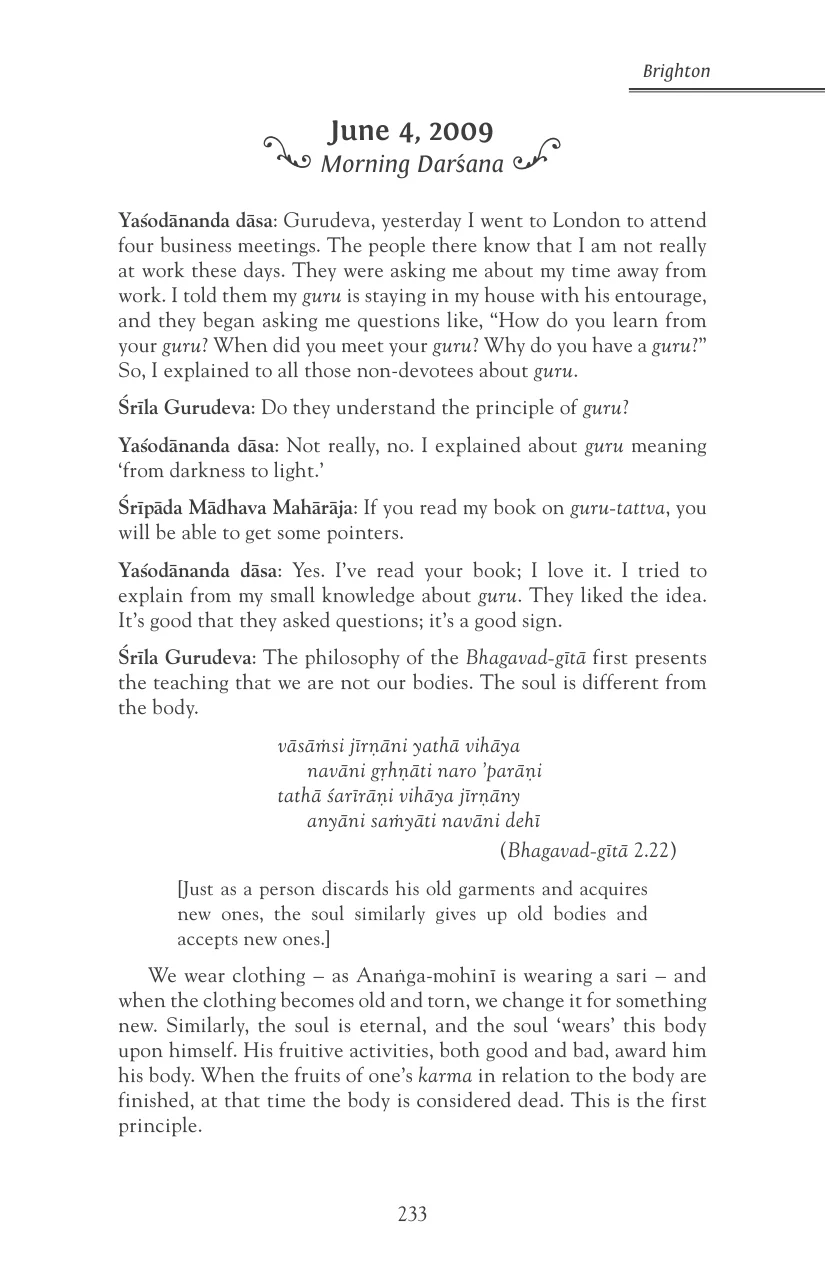 Brighton
June 4, 2009
Morning Darśana
Yaśodānanda dāsa: Gurudeva, yesterday I went to London to attend
four business meetings. The people there know that I am not really
at work these days. They were asking me about my time away from
work. I told them my guru is staying in my house with his entourage,
and they began asking me questions like, “How do you learn from
your guru? When did you meet your guru? Why do you have a guru?”
So, I explained to all those non-devotees about guru.
Śrīla Gurudeva: Do they understand the principle of guru?
Yaśodānanda dāsa: Not really, no. I explained about guru meaning
‘from darkness to light.’
Śrīpāda Mādhava Mahārāja: If you read my book on guru-tattva, you
will be able to get some pointers.
Yaśodānanda dāsa: Yes. I’ve read your book; I love it. I tried to
explain from my small knowledge about guru. They liked the idea.
It’s good that they asked questions; it’s a good sign.
Śrīla Gurudeva: The philosophy of the Bhagavad-gītā first presents
the teaching that we are not our bodies. The soul is different from
the body.
vāsāṁsi jīrṇāni yathā vihāya
navāni gṛhṇāti naro ’parāṇi
tathā śarīrāṇi vihāya jīrṇāny
anyāni saṁyāti navāni dehī
(Bhagavad-gītā 2.22)
[Just as a person discards his old garments and acquires
new ones, the soul similarly gives up old bodies and
accepts new ones.]
We wear clothing – as Anaṅga-mohinī is wearing a sari – and
when the clothing becomes old and torn, we change it for something
new. Similarly, the soul is eternal, and the soul ‘wears’ this body
upon himself. His fruitive activities, both good and bad, award him
his body. When the fruits of one’s karma in relation to the body are
finished, at that time the body is considered dead. This is the first
principle.
233